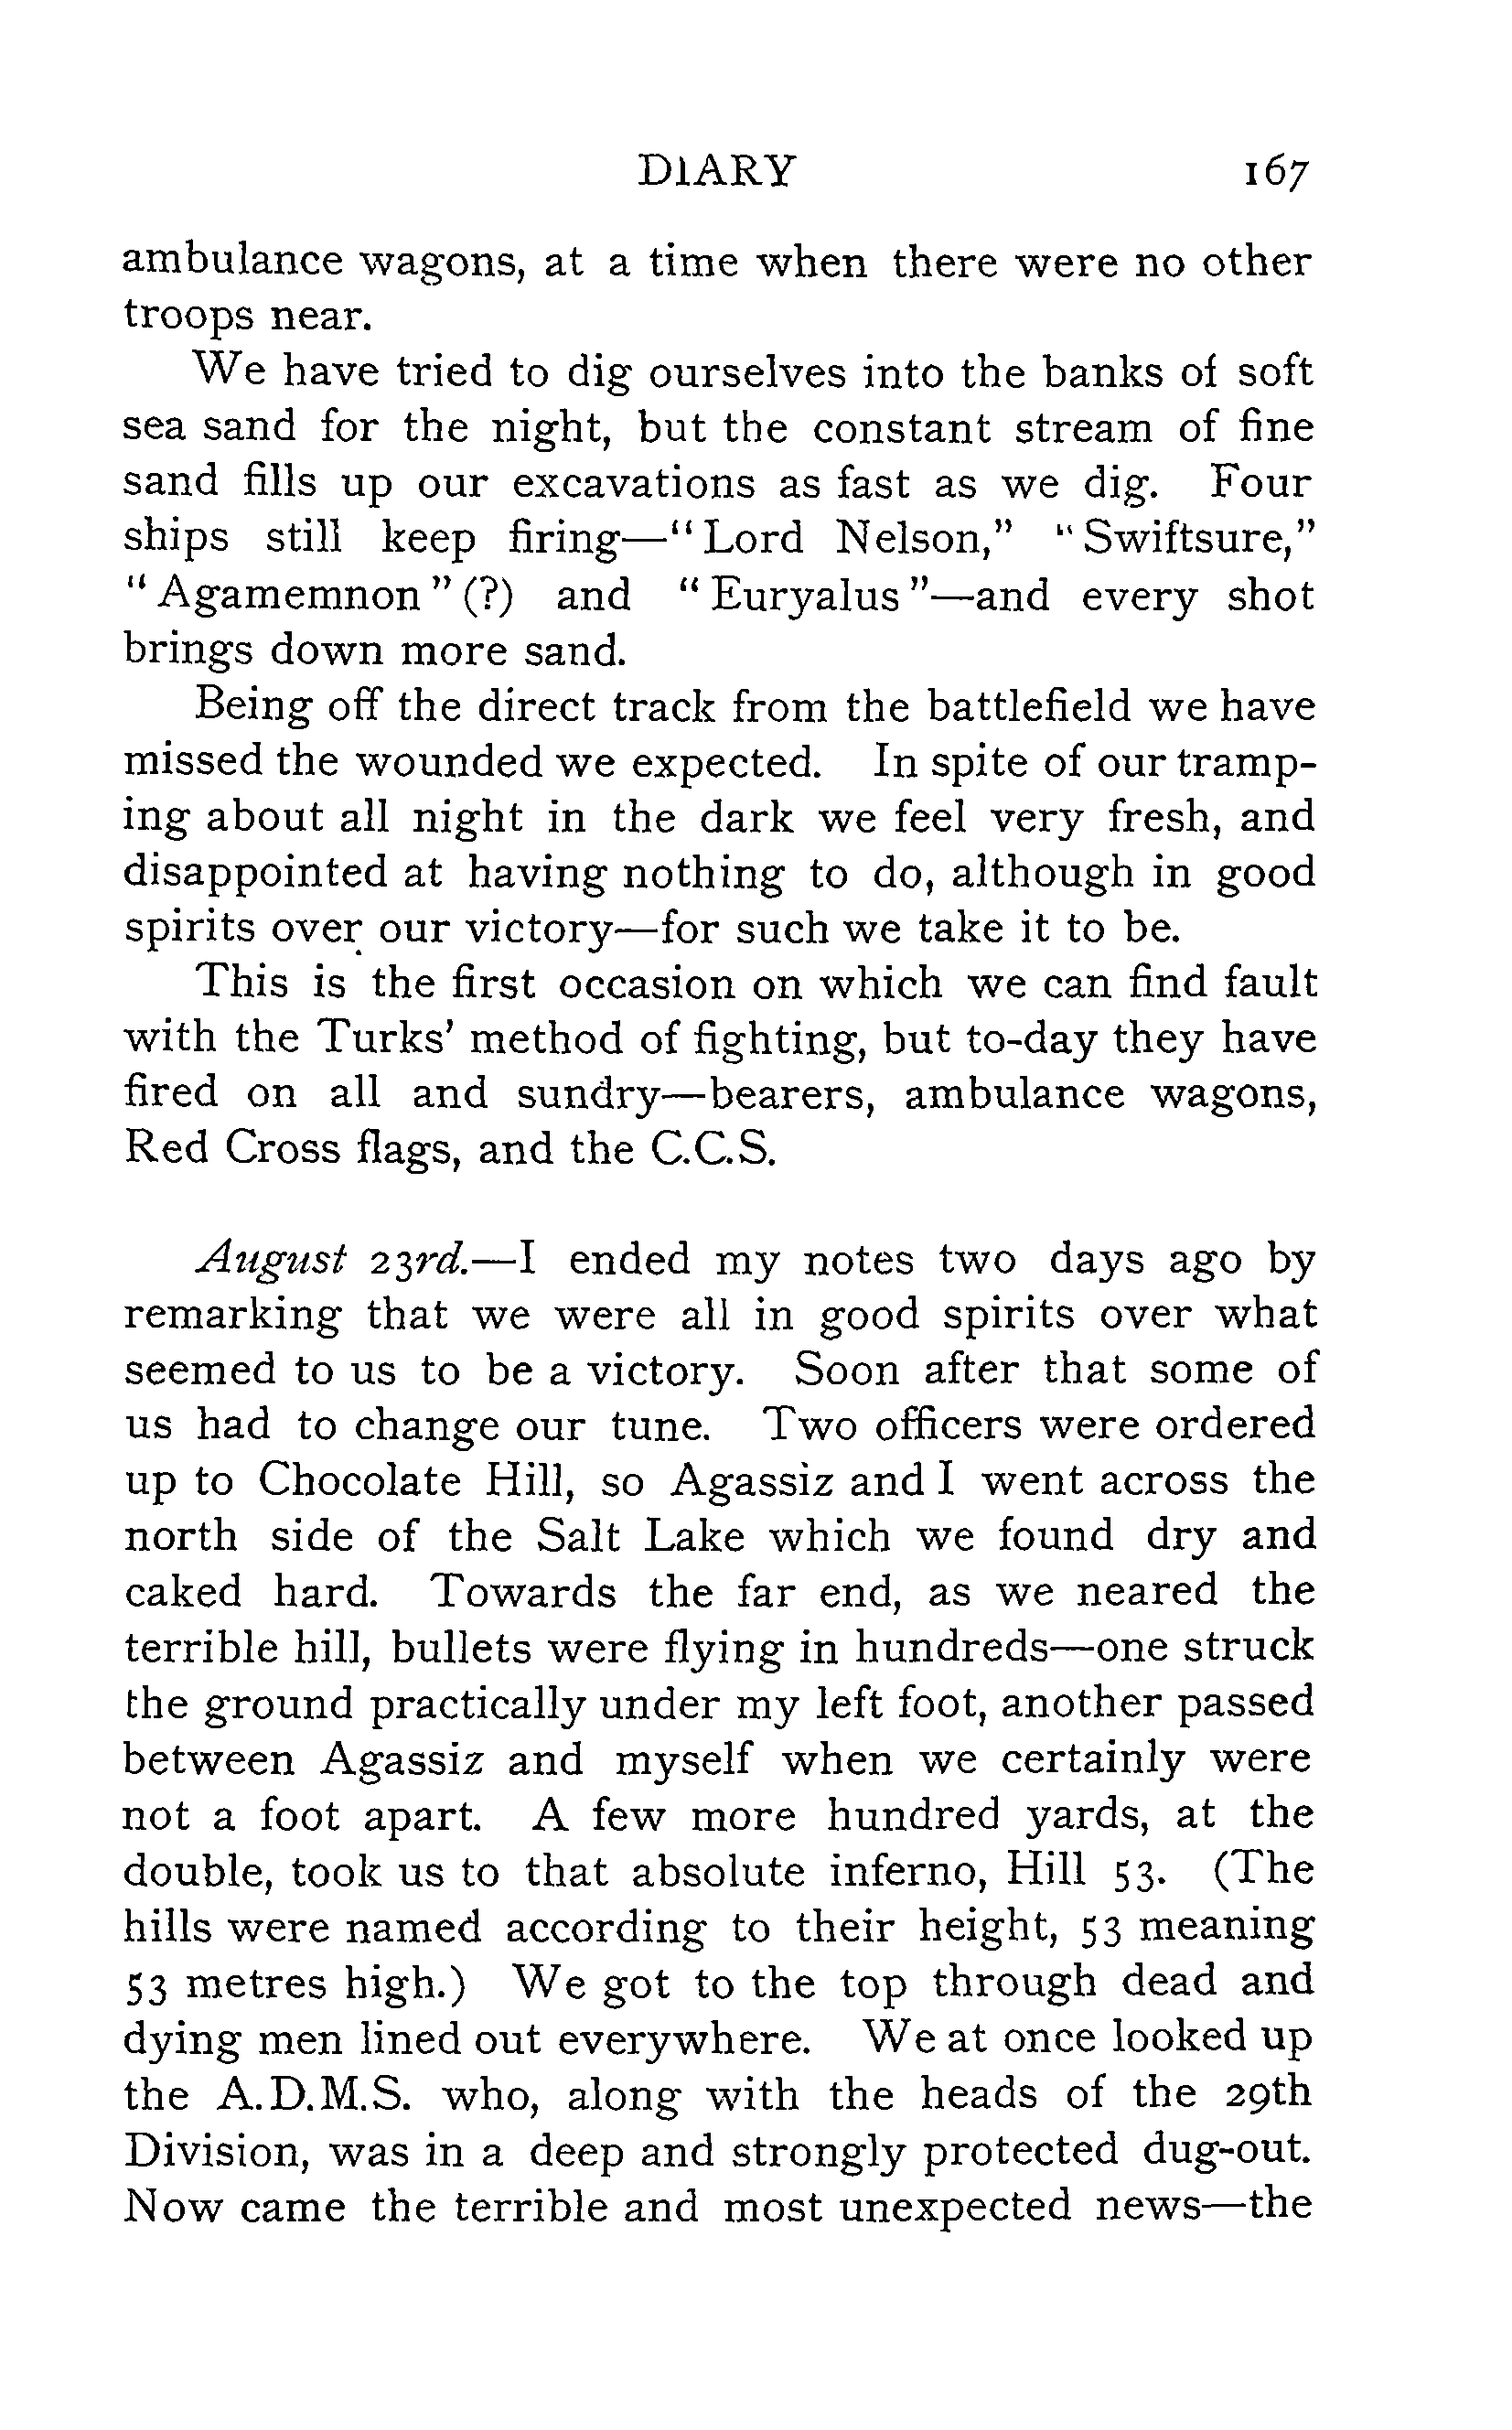 DIARY 167
ambulance wagons, at a time when there were no other
troops near.
We have tried to dig ourselves into the banks of soft
sea sand for the night, but the constant stream of fine
sand fills up our excavations as fast as we dig. Four
ships still keep firing—“Lord Nelson,” “Swiftsure,”
“Agamemnon” (?) and “Euryalus”—and every shot
brings down more sand.
Being off the direct track from the battlefield we have
missed the wounded we expected. In spite of our tramp-
ing about all night in the dark we feel very fresh, and
disappointed at having nothing to do, although in good
spirits over our victory—for such we take it to be.
This is the first occasion on which we can find fault
with the Turks’ method of fighting, but to-day they have
fired on all and sundry—bearers, ambulance wagons,
Red Cross flags, and the C.C.S.
August 23rd.—I ended my notes two days ago by
remarking that we were all in good spirits over what
seemed to us to be a victory. Soon after that some of
us had to change our tune. Two officers were ordered
up to Chocolate Hill, so Agassiz and I went across the
north side of the Salt Lake which we found dry and
caked hard. Towards the far end, as we neared the
terrible hill, bullets were flying in hundreds—one struck
the ground practically under my left foot, another passed
between Agassiz and myself when we certainly were
not a foot apart. A few more hundred yards, at the
double, took us to that absolute inferno, Hill 53. (The
hills were named according to their height, 53 meaning
53 metres high.) We got to the top through dead and
dying men lined out everywhere. We at once looked up
the A.D.M.S. who, along with the heads of the 29th
Division, was in a deep and strongly protected dug-out.
Now came the terrible and most unexpected news—the